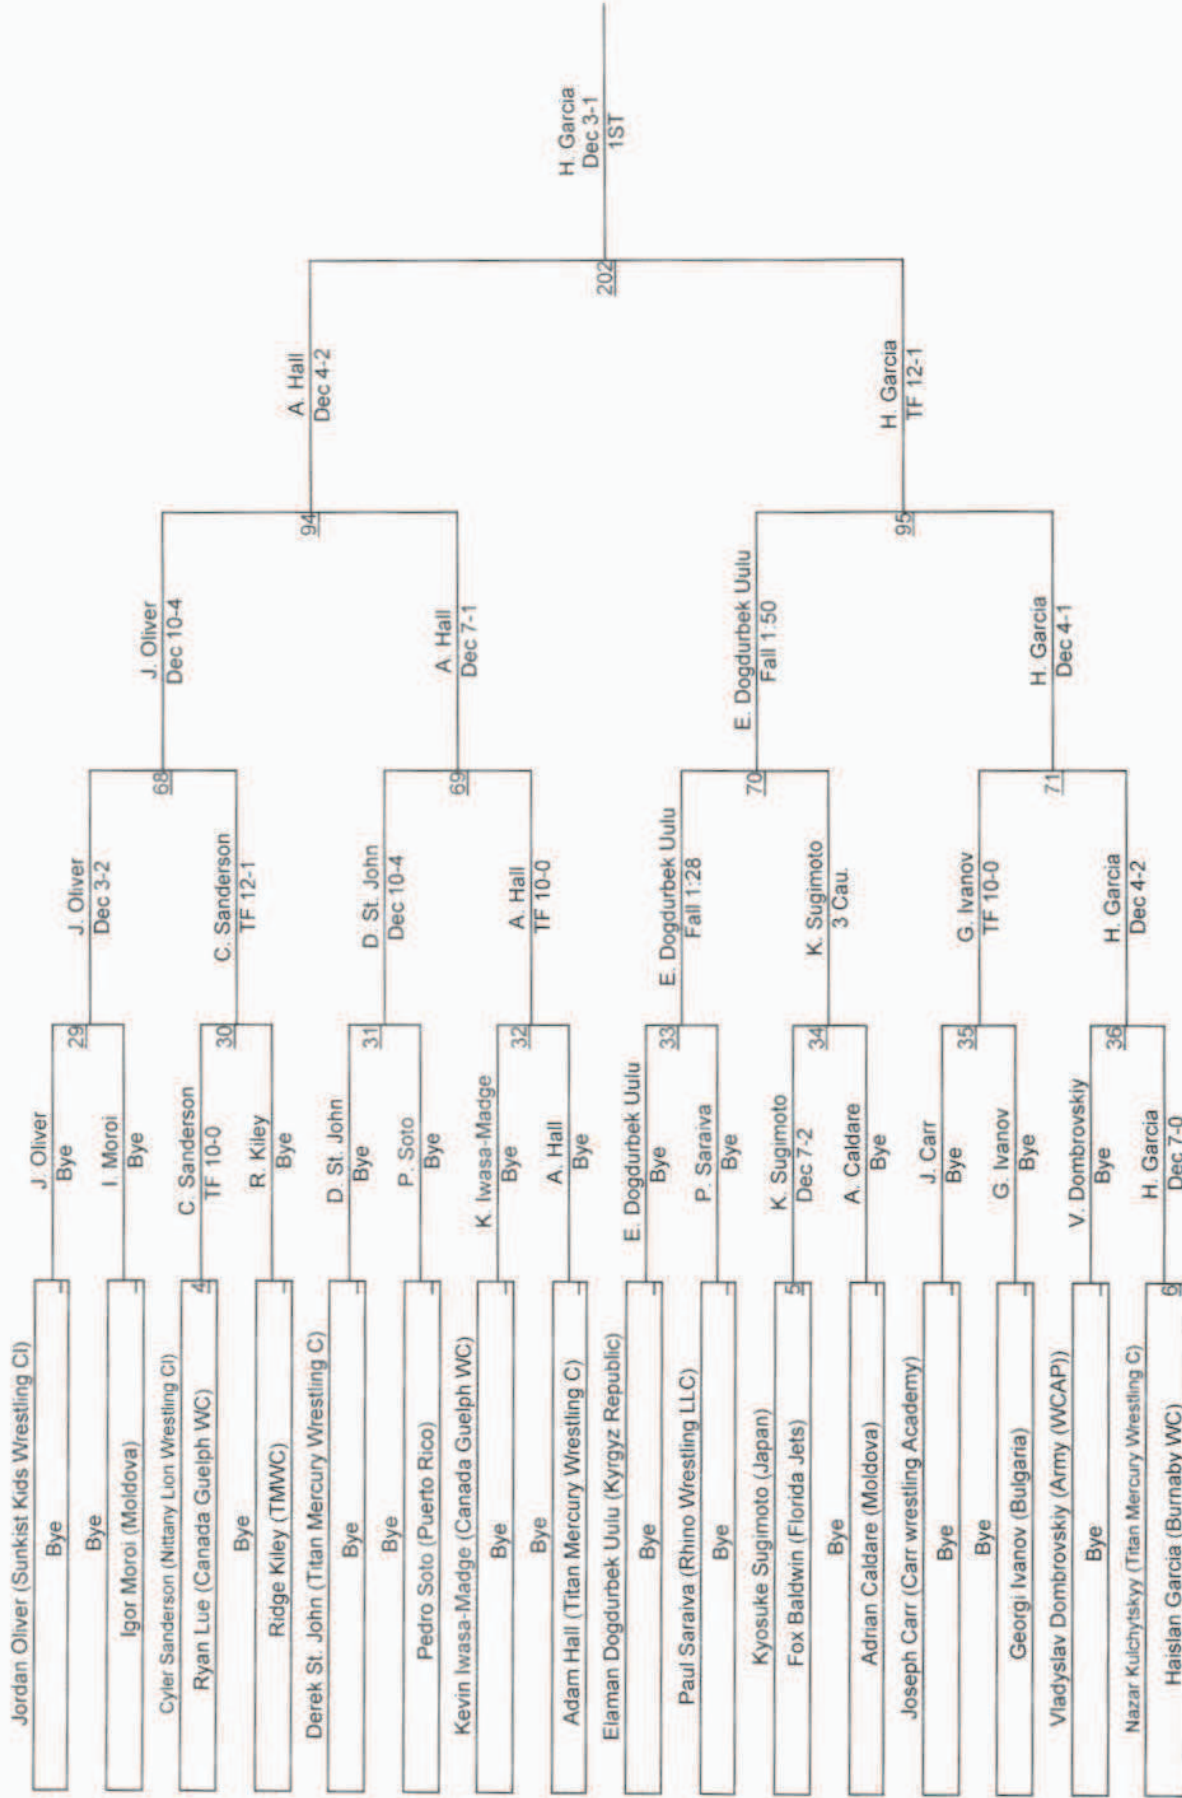 Jordan Oliver (Sunkist Kids Wrestling Cl)
Bye
Bye
Igor Moroi (Moldova)
Cyler Sanderson (Nittany Lion Wrestling Cl)
Ryan Lue (Canada Guelph WC)
4
Bye
Ridge Kiley (TMWC)
Derek St. John (Titan Mercury Wrestling C)
Bye
Bye
Pedro Soto (Puerto Rico)
Kevin Iwasa-Madge (Canada Guelph WC)
Bye
Bye
Adam Hall (Titan Mercury Wrestling C)
Elaman Dogdurbek Uulu (Kyrgyz Republic)
Bye
Paul Saraiva (Rhino Wrestling LLC)
Bye
Kyosuke Sugimoto (Japan)
Fox Baldwin (Florida Jets)
5
Bye
Adrian Caldare (Moldova)
Joseph Carr (Carr wrestling Academy)
Bye
Bye
Georgi Ivanov (Bulgaria)
Vladyslav Dombrovskiy (Army (WCAP))
Bye
Nazar Kulchytskyy (Titan Mercury Wrestling C)
Haislan Garcia (Burnaby WC)
6
J. Oliver
Bye
29
I. Moroi
Bye
C. Sanderson
TF 10-0
30
R. Kiley
Bye
D. St. John
Bye
31
P. Soto
Bye
K. Iwasa-Madge
Bye
32
A. Hall
Bye
E. Dogdurbek Uulu
Bye
33
P. Saraiva
Bye
K. Sugimoto
Dec 7-2
34
A. Caldare
Bye
J. Carr
Bye
35
G. Ivanov
Bye
V. Dombrovskiy
Bye
36
H. Garcia
Dec 7-0
J. Oliver
Dec 3-2
68
C. Sanderson
TF 12-1
D. St. John
Dec 10-4
69
A. Hall
TF 10-0
E. Dogdurbek Uulu
Fall 1:28
70
K. Sugimoto
3 Cau.
G. Ivanov
TF 10-0
71
H. Garcia
Dec 4-2
J. Oliver
Dec 10-4
94
A. Hall
Dec 7-1
E. Dogdurbek Uulu
Fall 1:50
95
H. Garcia
Dec 4-1
A. Hall
Dec 4-2
202
H. Garcia
TF 12-1
H. Garcia
Dec 3-1
1ST